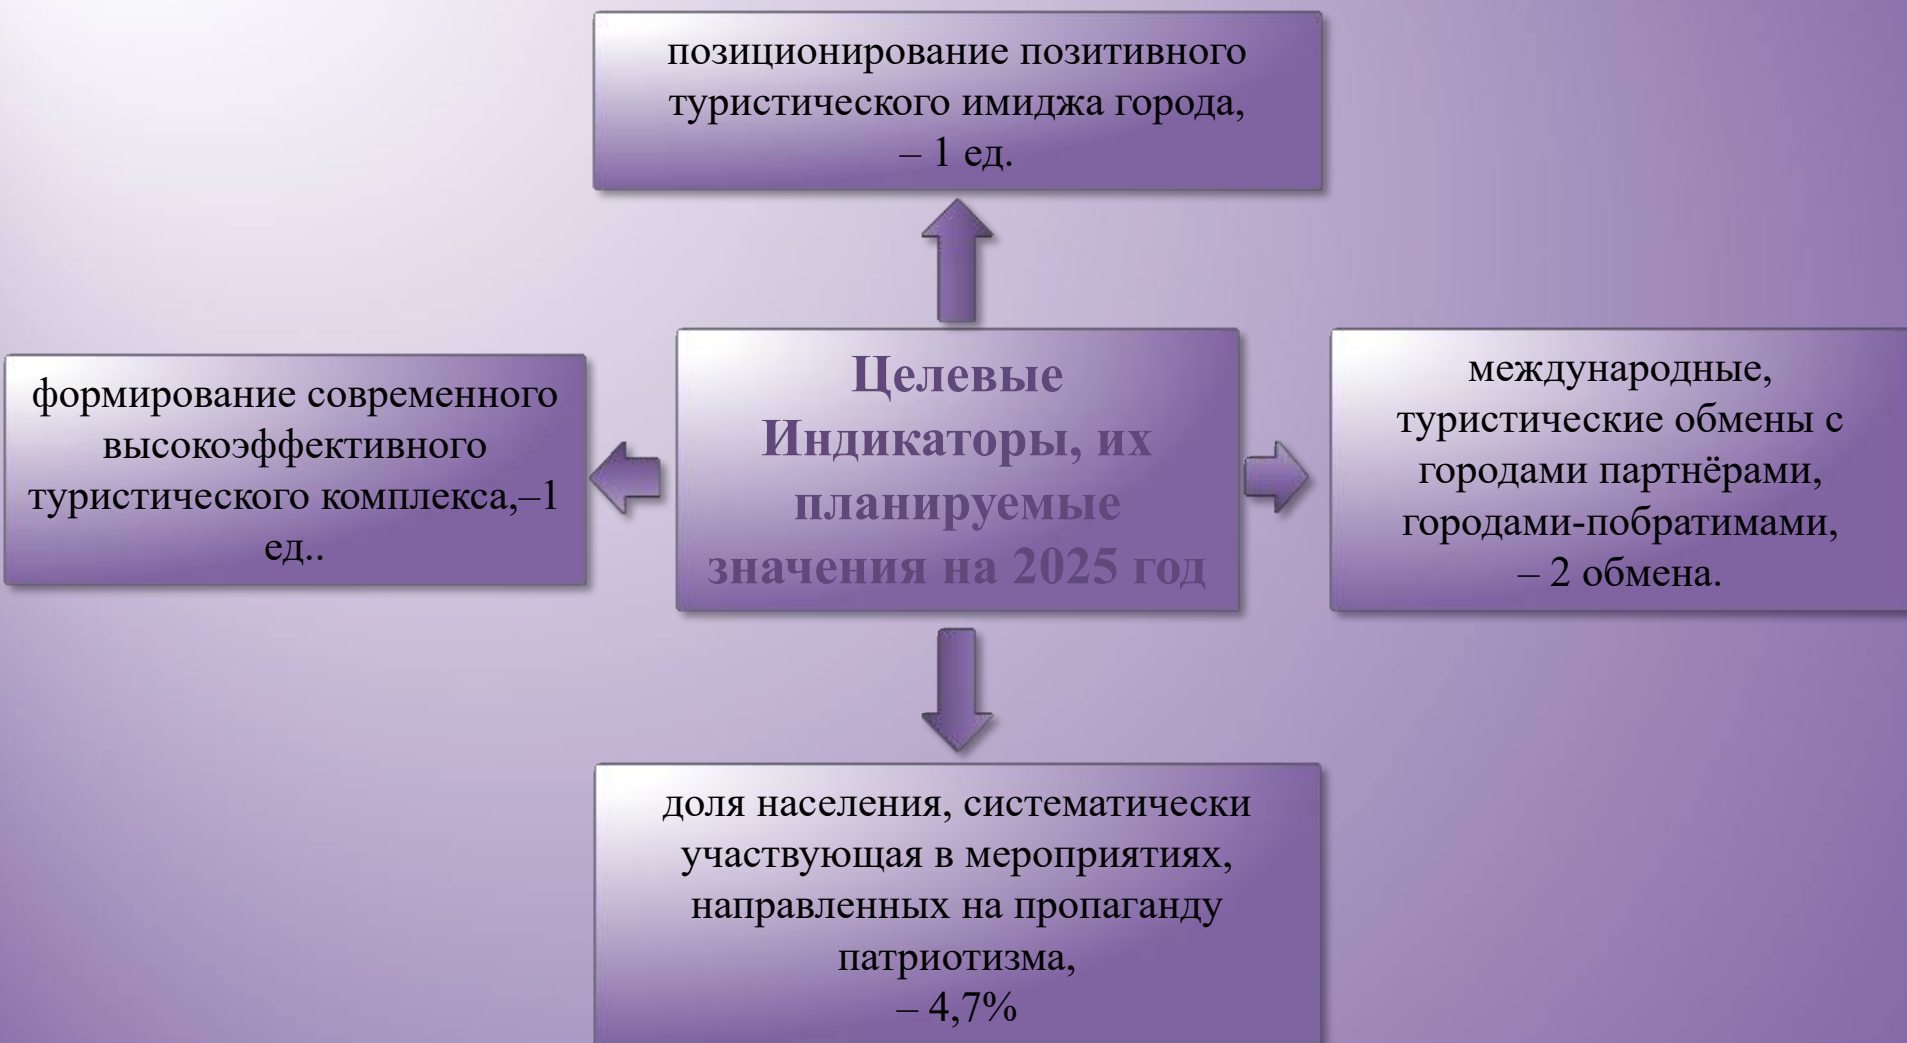 позиционирование позитивного
туристического имиджа города,
– 1 ед.
формирование современного
высокоэффективного
туристического комплекса,–1
ед..
Целевые
Индикаторы, их
планируемые
значения на 2025 год
международные,
туристические обмены с
городами партнёрами,
городами-побратимами,
– 2 обмена.
доля населения, систематически
участвующая в мероприятиях,
направленных на пропаганду
патриотизма,
– 4,7%